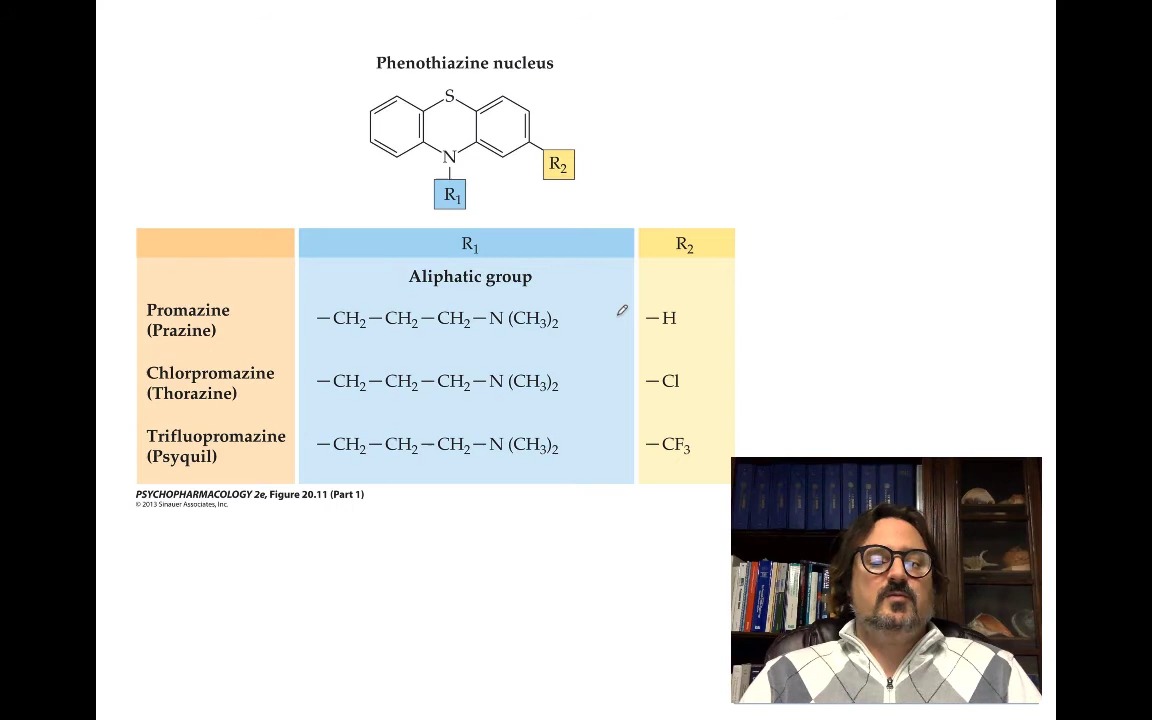 Phenothiazine nucleus
S
N
R₂
R₁
R₁ R₂
Aliphatic group
Promazine
(Prazine)
—CH₂—CH₂—CH₂—N (CH₃)₂ —H
Chlorpromazine
(Thorazine)
—CH₂—CH₂—CH₂—N (CH₃)₂ —Cl
Trifluopromazine
(Psyquil)
—CH₂—CH₂—CH₂—N (CH₃)₂ —CF₃
PSYCHOPHARMACOLOGY 2e, Figure 20.11 (Part 1)
© 2013 Sinauer Associates, Inc.